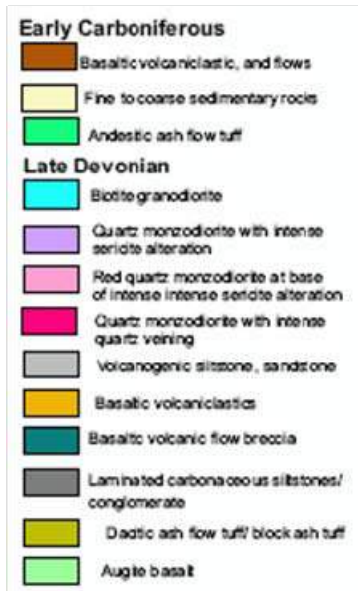 Early Carboniferous
Basaltic volcaniclastic, and flows
Fine to coarse sedimentary rocks
Andesitic ash flow tuff
Late Devonian
Biotite granodiorite
Quartz monzodiorite with intense
sericite alteration
Red quartz monzodiorite at base
of intense intense sericite alteration
Quartz monzodiorite with intense
quartz veining
Volcanogenic siltstone, sandstone
Basaltic volcaniclastics
Basaltc volcanic flow breccia
Laminated carbonaceous siltstones/
conglomerate
Dacitic ash flow tuff/ block ash tuff
Augite basalt